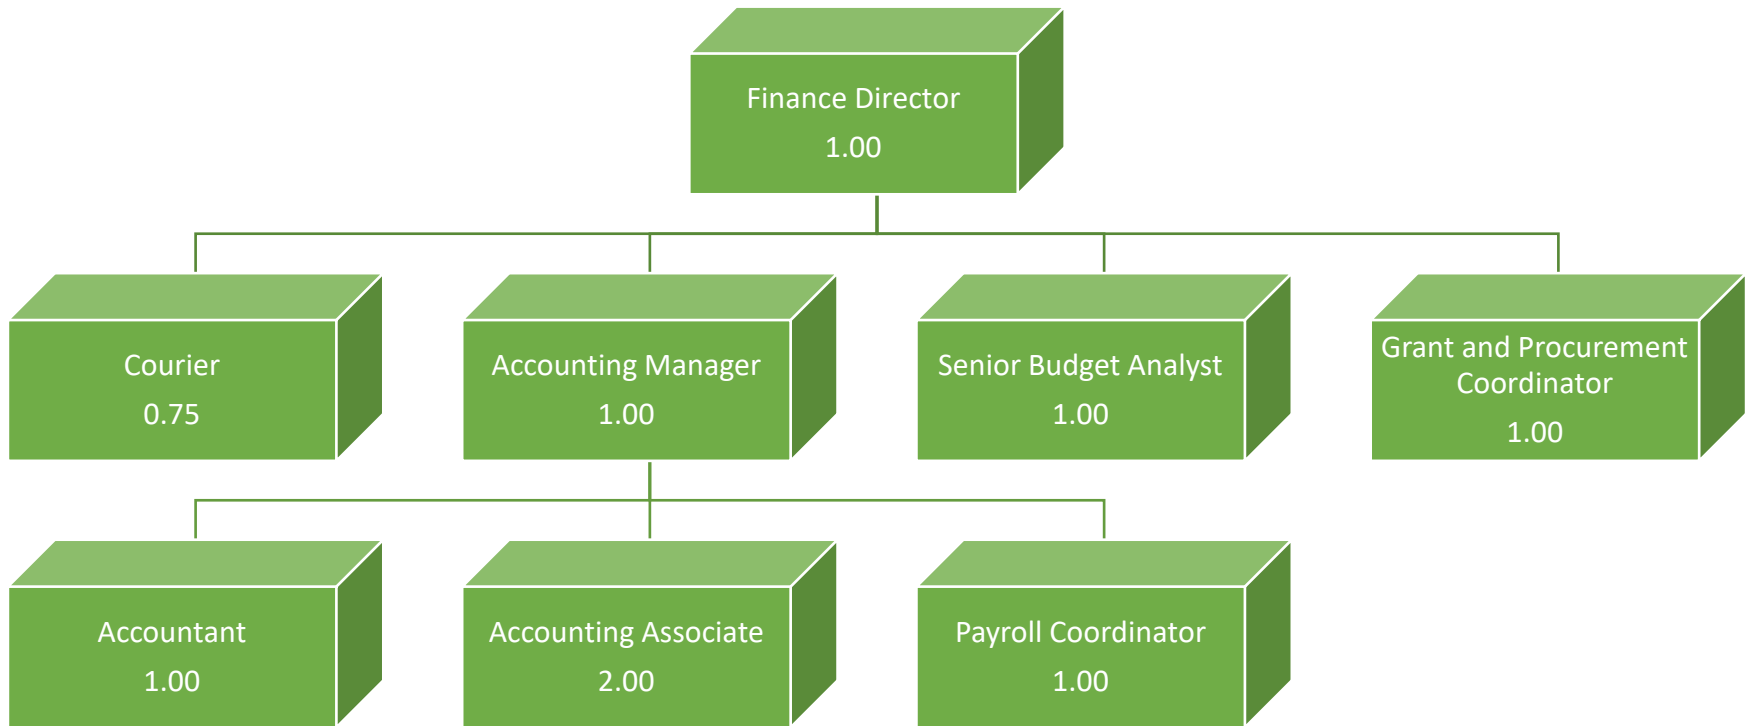 Finance Director
1.00
Courier
0.75
Accounting Manager
1.00
Senior Budget Analyst
1.00
Grant and Procurement
Coordinator
1.00
Accountant
1.00
Accounting Associate
2.00
Payroll Coordinator
1.00